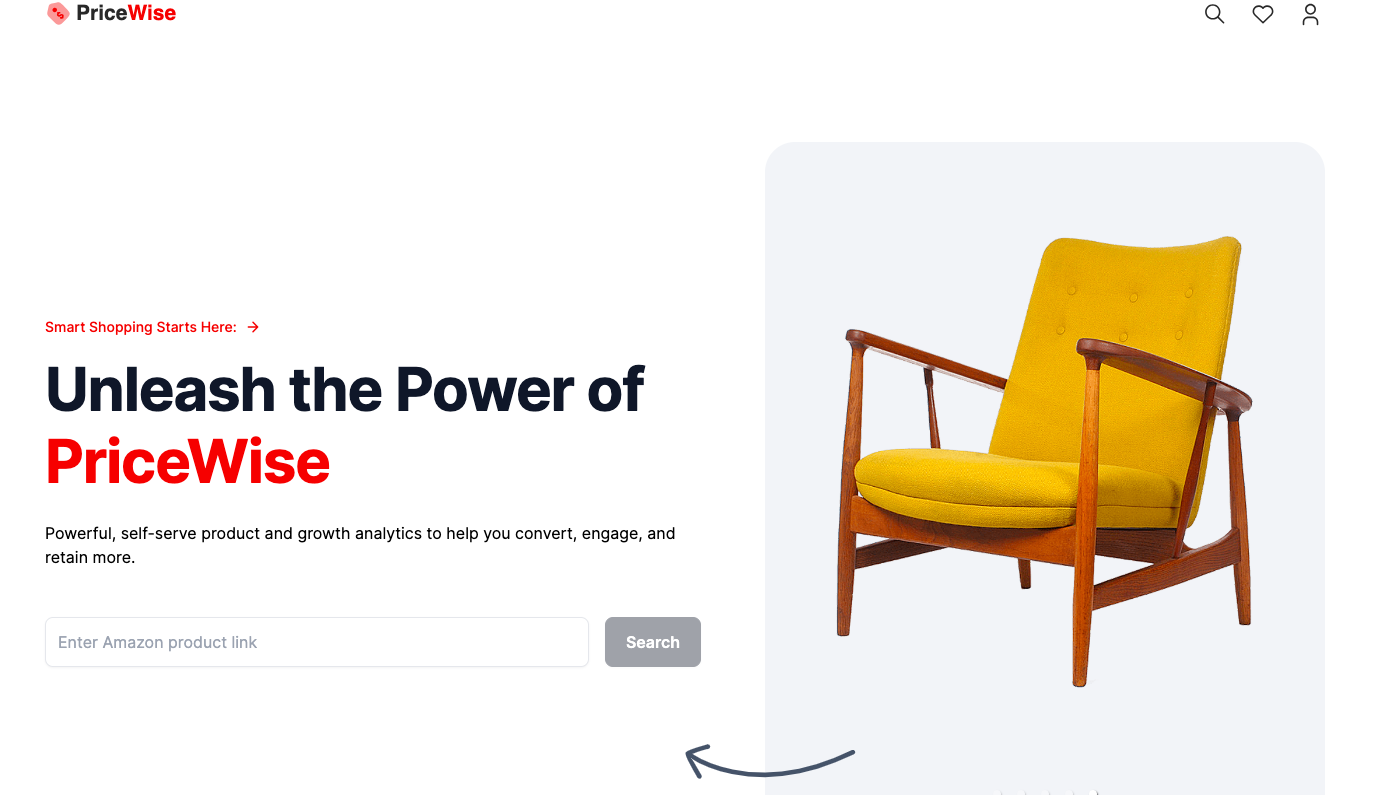 PriceWise
Smart Shopping Starts Here:
Unleash the Power of
PriceWise
Powerful, self-serve product and growth analytics to help you convert, engage, and
retain more.
Enter Amazon product link
Search